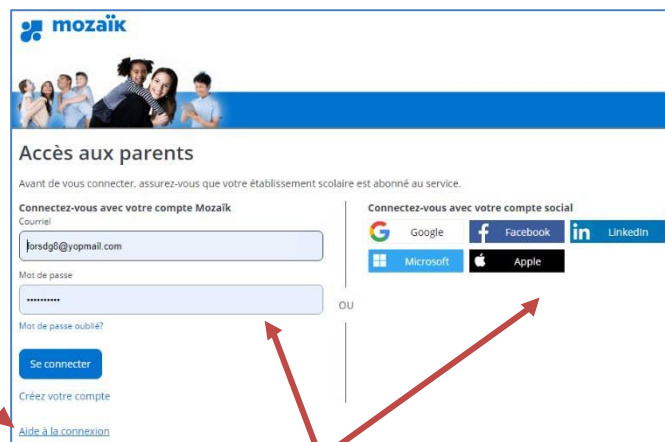 mozaïk
Accès aux parents
Avant de vous connecter, assurez-vous que votre établissement scolaire est abonné au service.
Connectez-vous avec votre compte Mozaïk
Courriel
forsdg6@yopmail.com
Mot de passe
••••••••••
Mot de passe oublié?
Se connecter
Créez votre compte
Aide à la connexion
OU
Connectez-vous avec votre compte social
Google
Facebook
LinkedIn
Microsoft
Apple